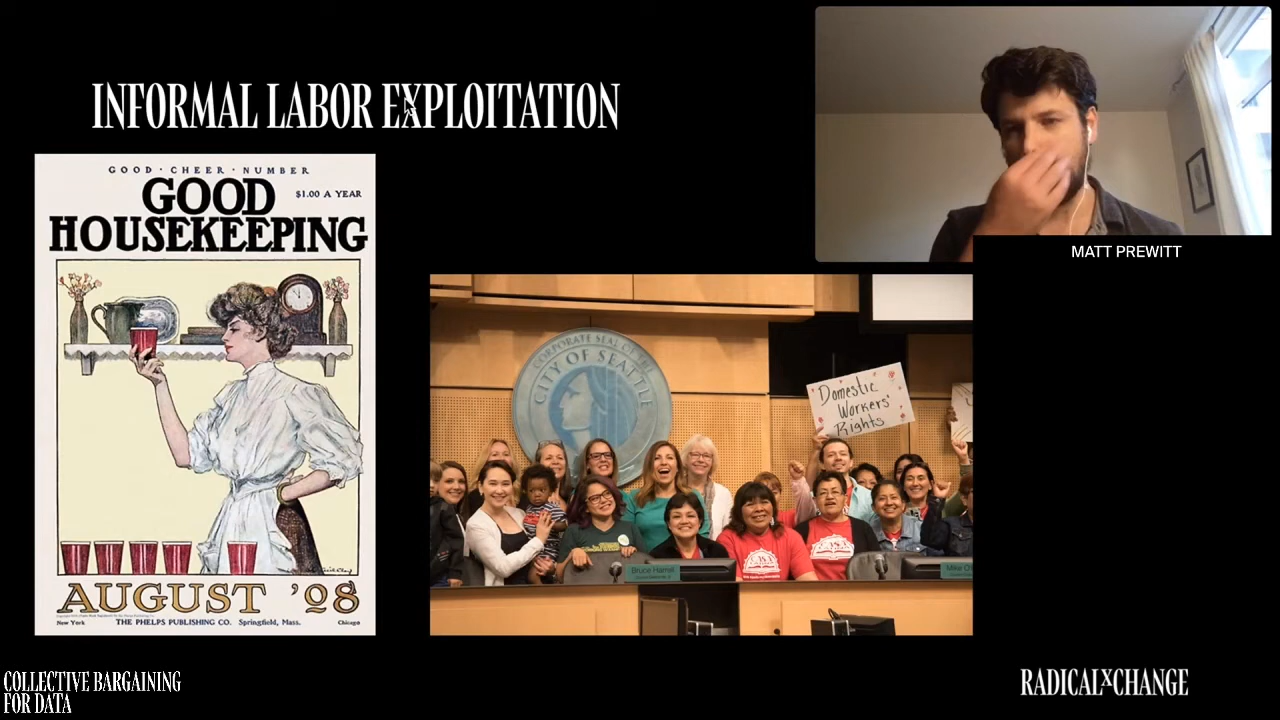 INFORMAL LABOR EXPLOITATION
GOOD · CHEER · NUMBER
GOOD
$1.00 A YEAR
HOUSEKEEPING
AUGUST '08
New York
THE PHELPS PUBLISHING CO. Springfield, Mass.
Chicago
MATT PREWITT
CORPORATE SEAL OF THE
CITY OF SEATTLE
Domestic
Workers'
Rights
Bruce Harrell
COLLECTIVE BARGAINING
FOR DATA
RADICALXCHANGE